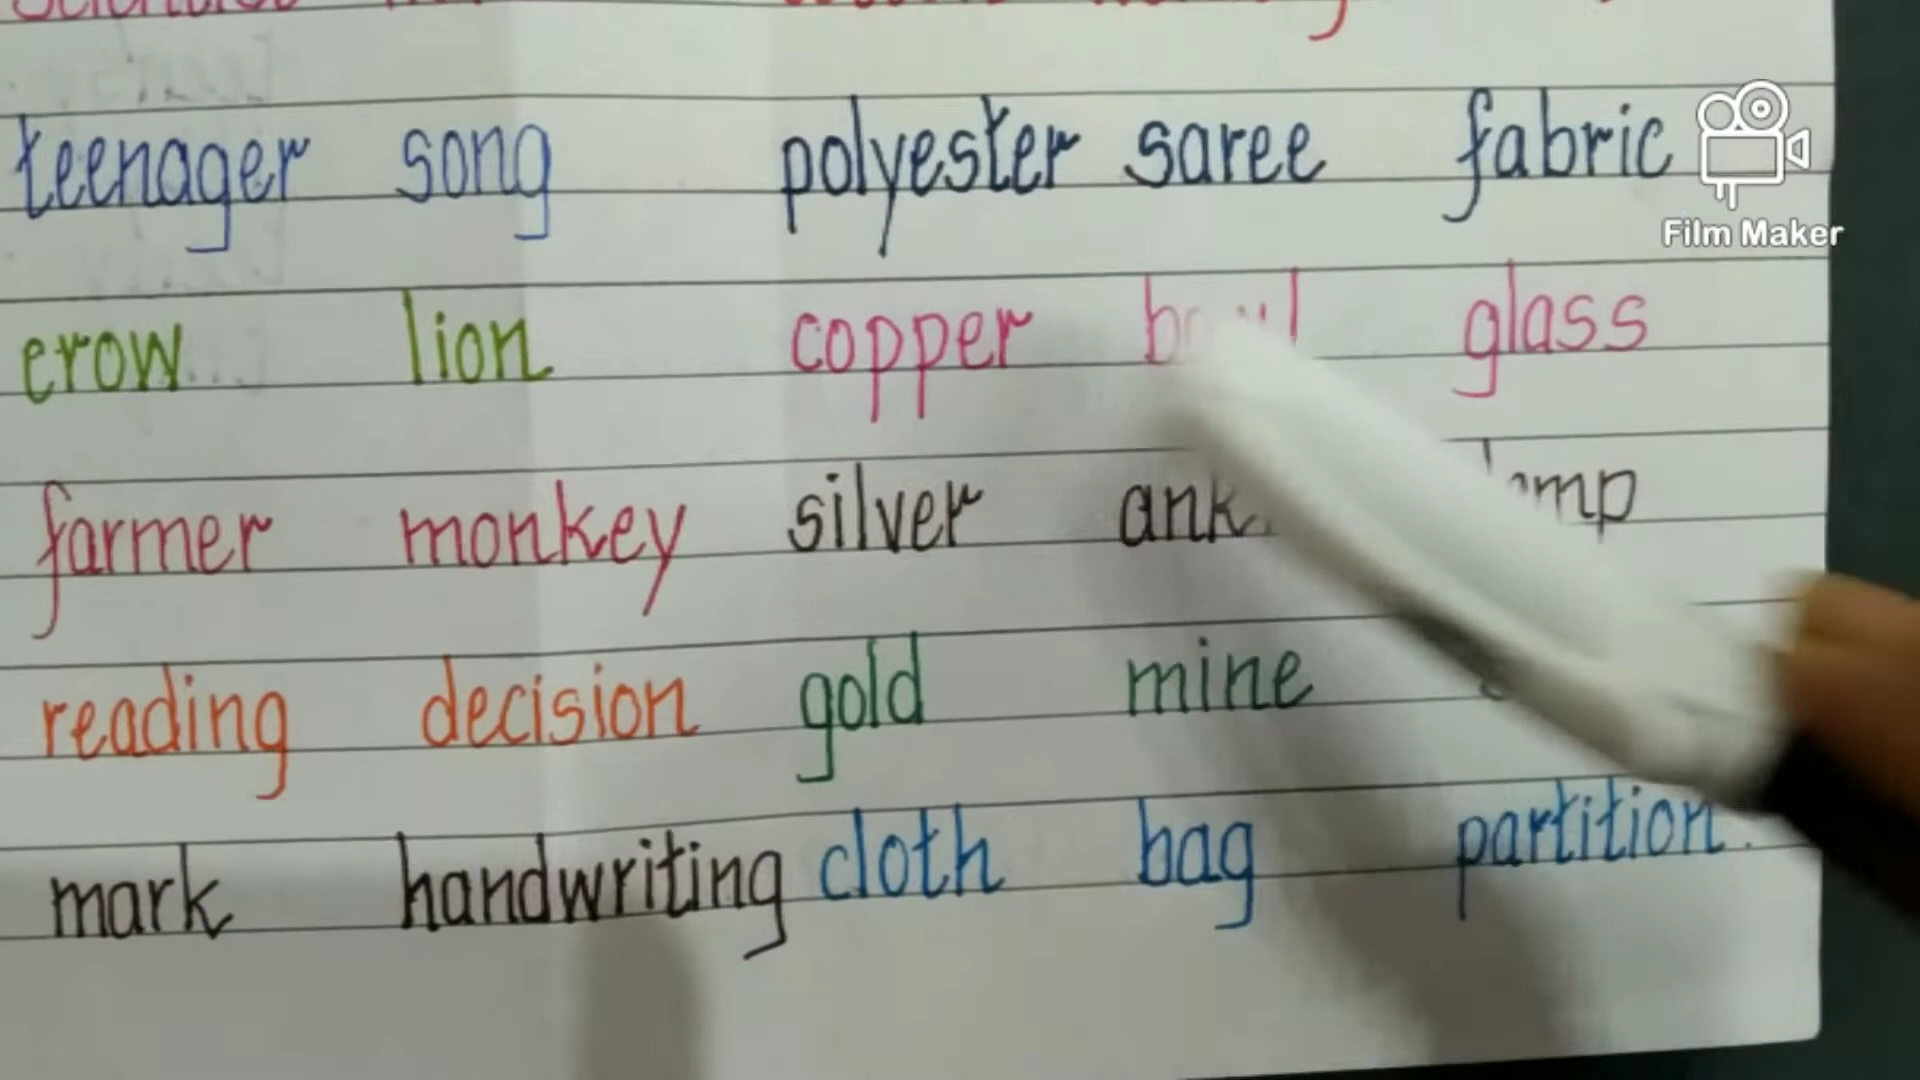 teenager song polyester saree fabric
Film Maker
crow lion copper glass
farmer monkey silver
reading decision gold mine
mark handwriting cloth bag partition.